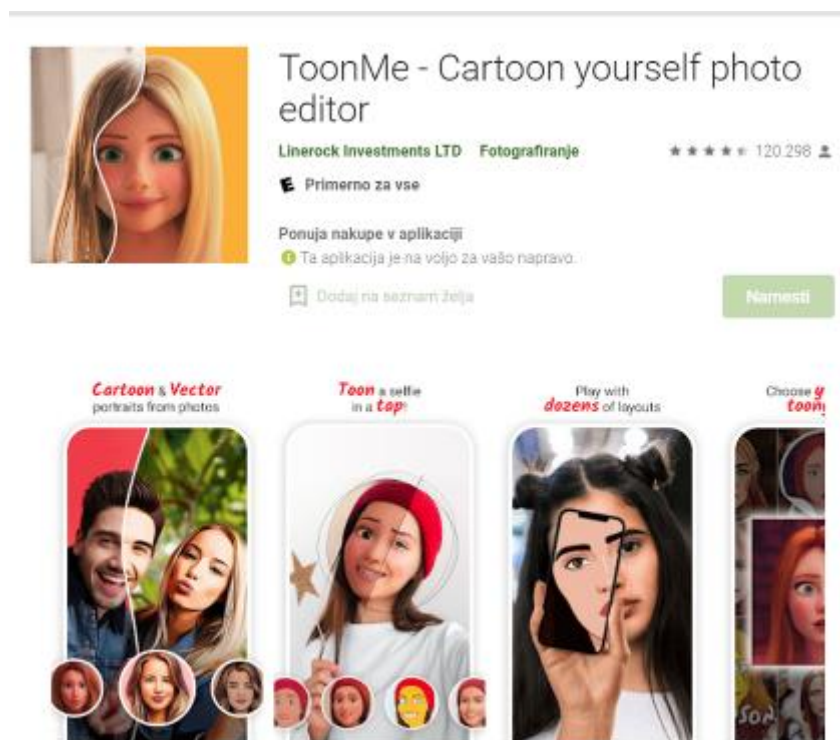 ToonMe - Cartoon yourself photo
editor
Linerock Investments LTD Fotografiranje 120.298
E Primerno za vse
Ponuja nakupe v aplikaciji
Ta aplikacija je na voljo za vašo napravo.
Dodaj na seznam želja
Namesti
Cartoon & Vector
portraits from photos
Toon a selfie
in a tap!
Play with
dozens of layouts
Choose y
toon
SON